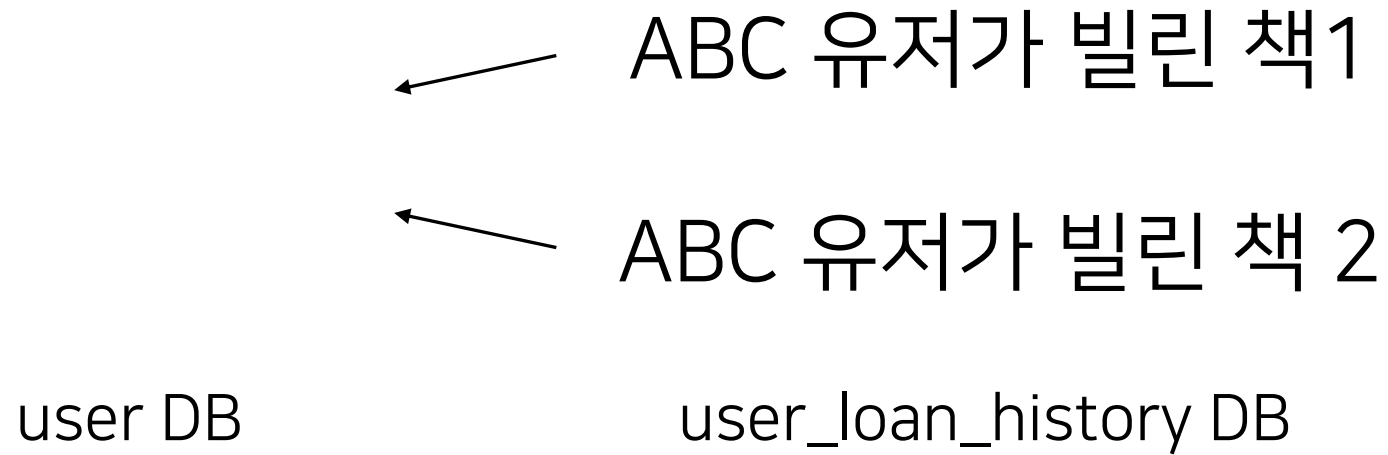 ABC 유저가 빌린 책1
ABC 유저가 빌린 책 2
user DB
user_loan_history DB